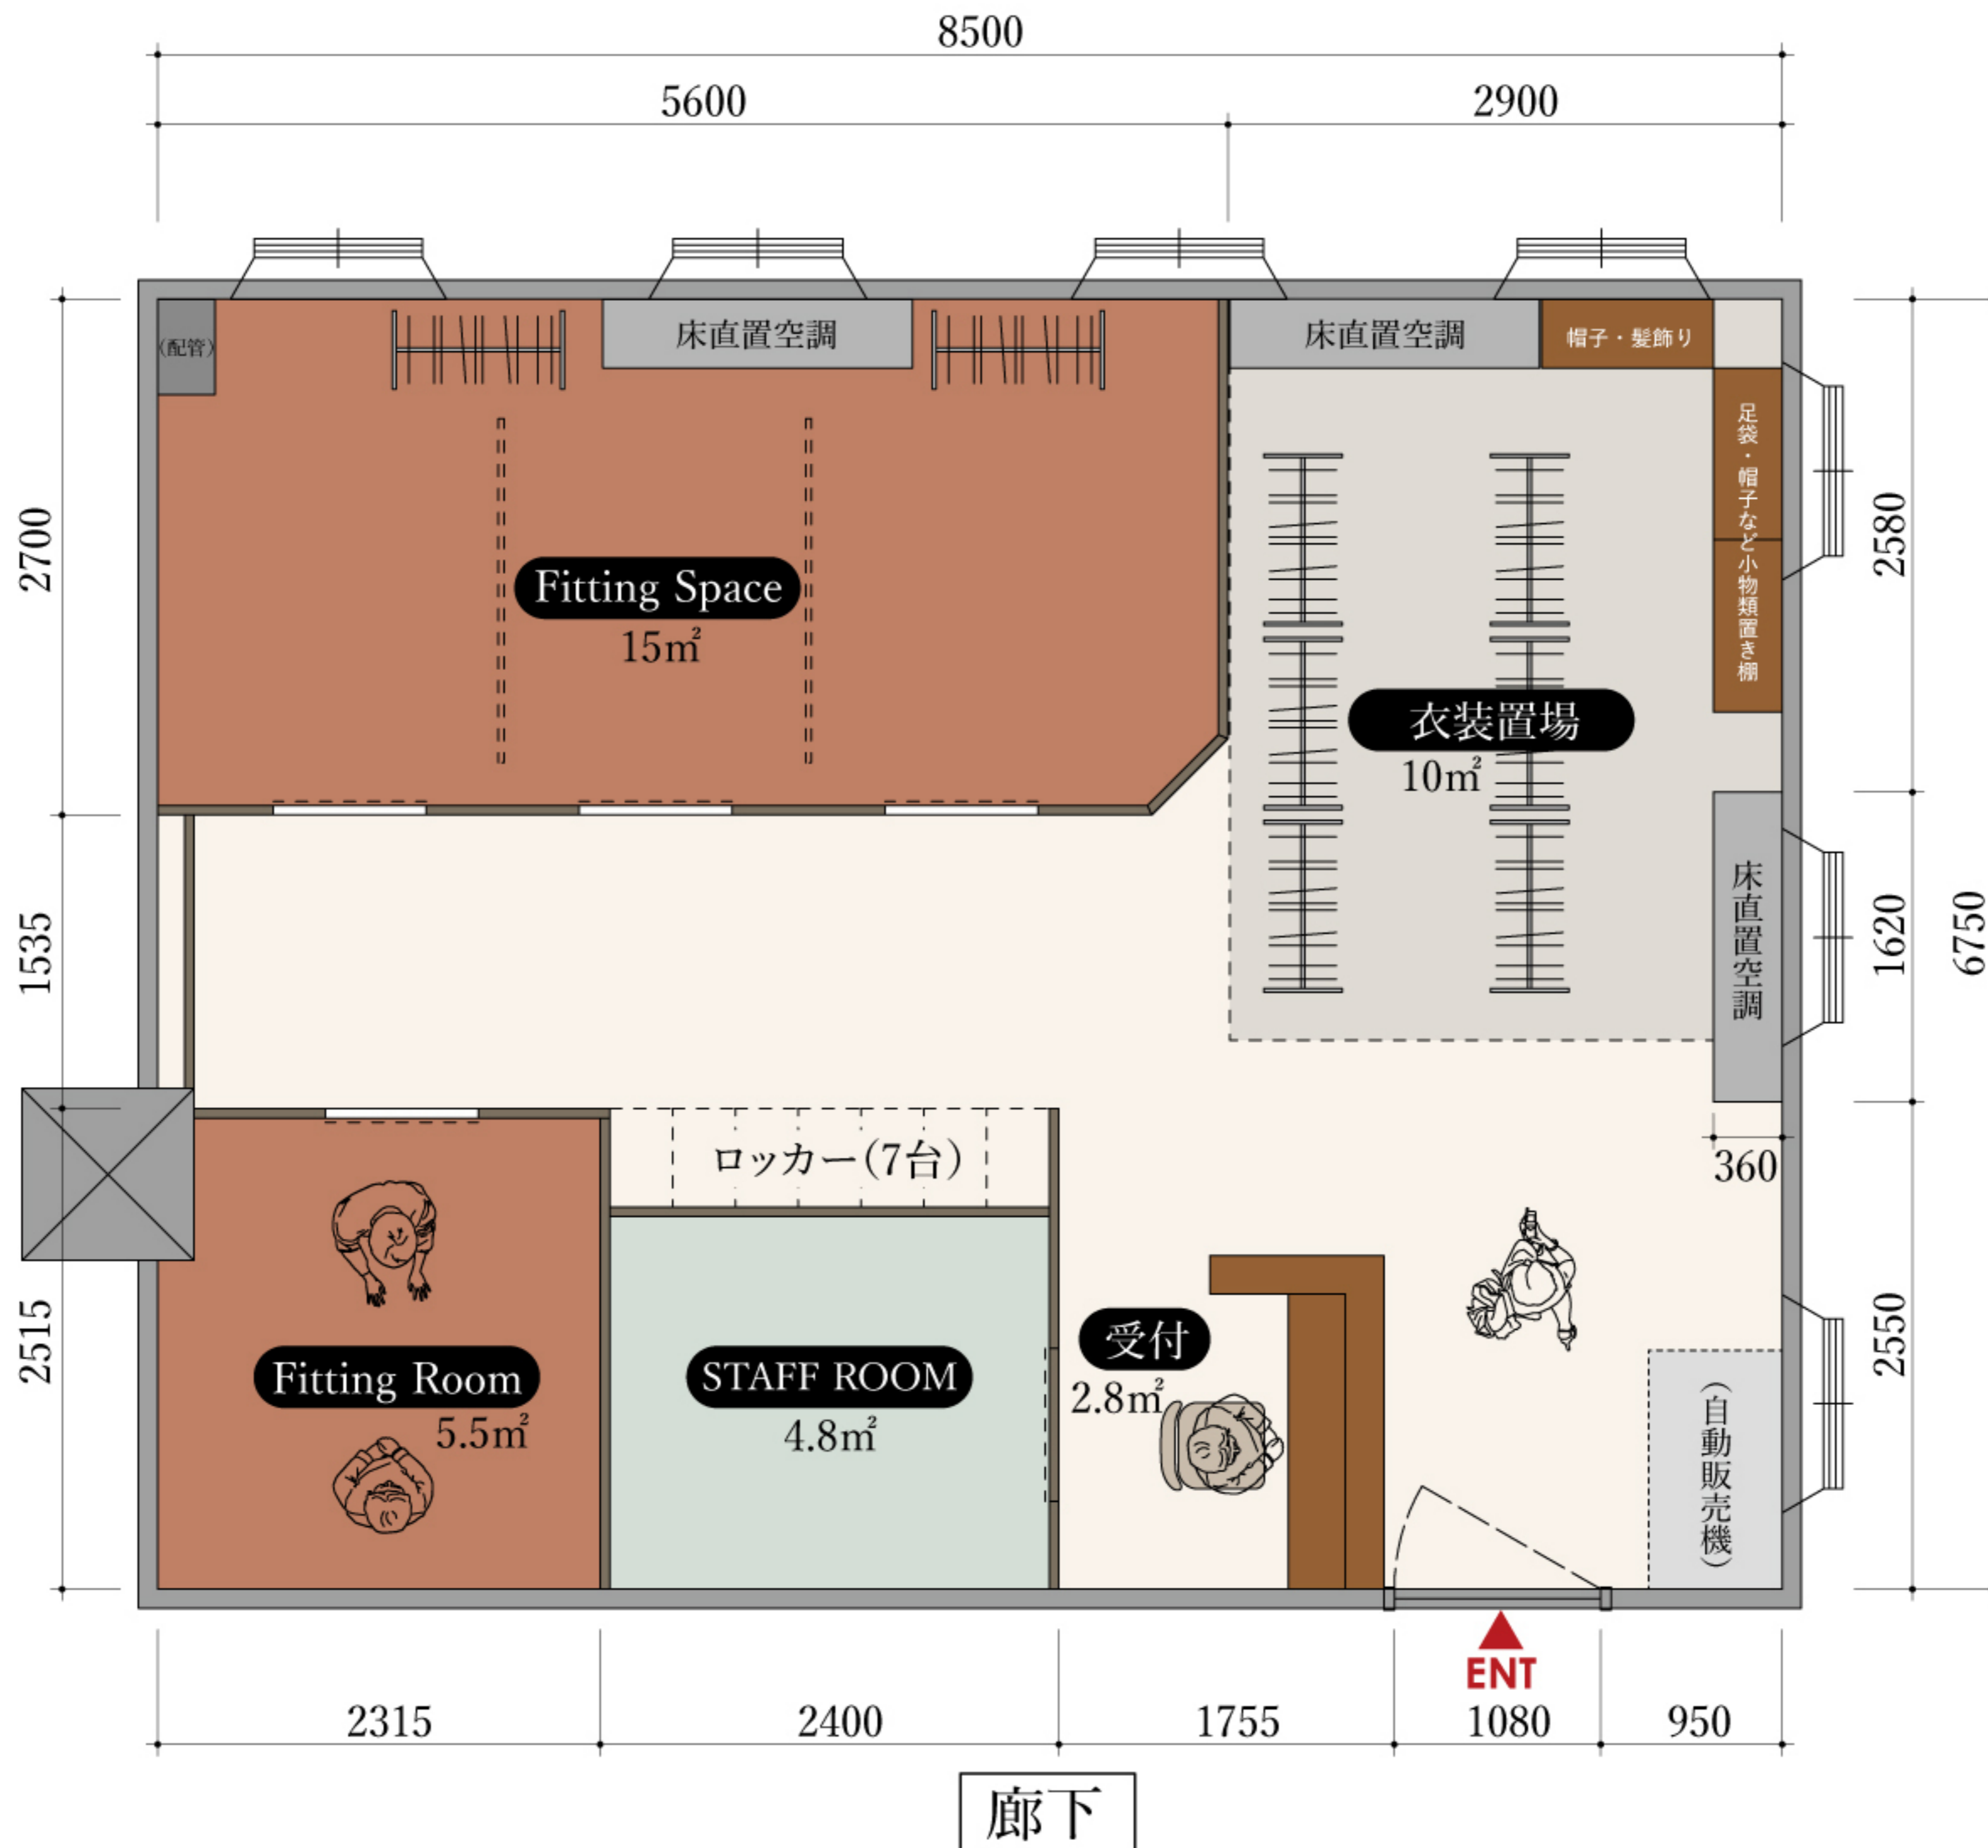 8500
5600
2900
(配管)
床直置空調
床直置空調
帽子・髪飾り
足袋・帽子など小物類置き棚
2700
2580
Fitting Space
15㎡
衣装置場
10㎡
床直置空調
1535
1620
6750
ロッカー(7台)
360
2515
2550
Fitting Room
5.5㎡
STAFF ROOM
4.8㎡
受付
2.8㎡
(自動販売機)
ENT
2315
2400
1755
1080
950
廊下